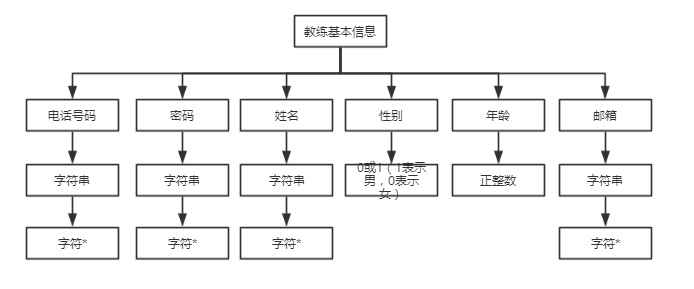 教练基本信息
电话号码
密码
姓名
性别
年龄
邮箱
字符串
字符串
字符串
0或1（1表示
男，0表示
女）
正整数
字符串
字符*
字符*
字符*
字符*